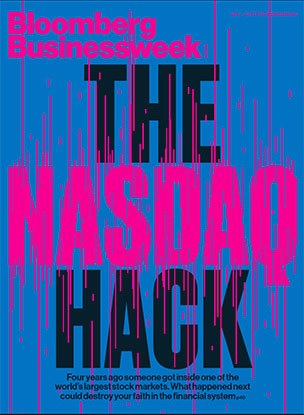 Bloomberg
Businessweek
THE
NASDAQ
HACK
Four years ago someone got inside one of the
world's largest stock markets. What happened next
could destroy your faith in the financial system